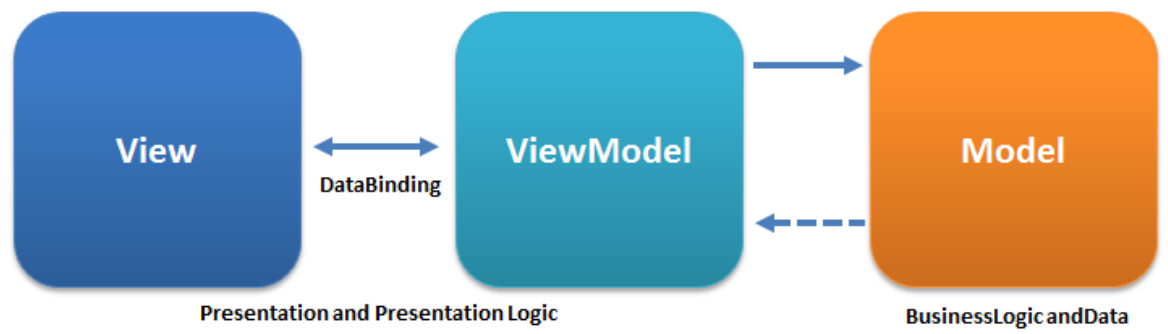 View
ViewModel
Model
DataBinding
Presentation and Presentation Logic
BusinessLogic andData